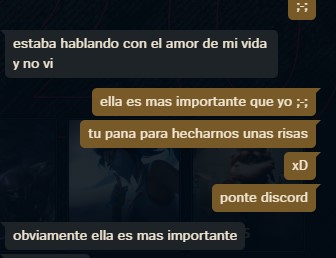 ;-;
estaba hablando con el amor de mi vida
y no vi
ella es mas importante que yo ;-;
tu pana para hecharnos unas risas
xD
ponte discord
obviamente ella es mas importante